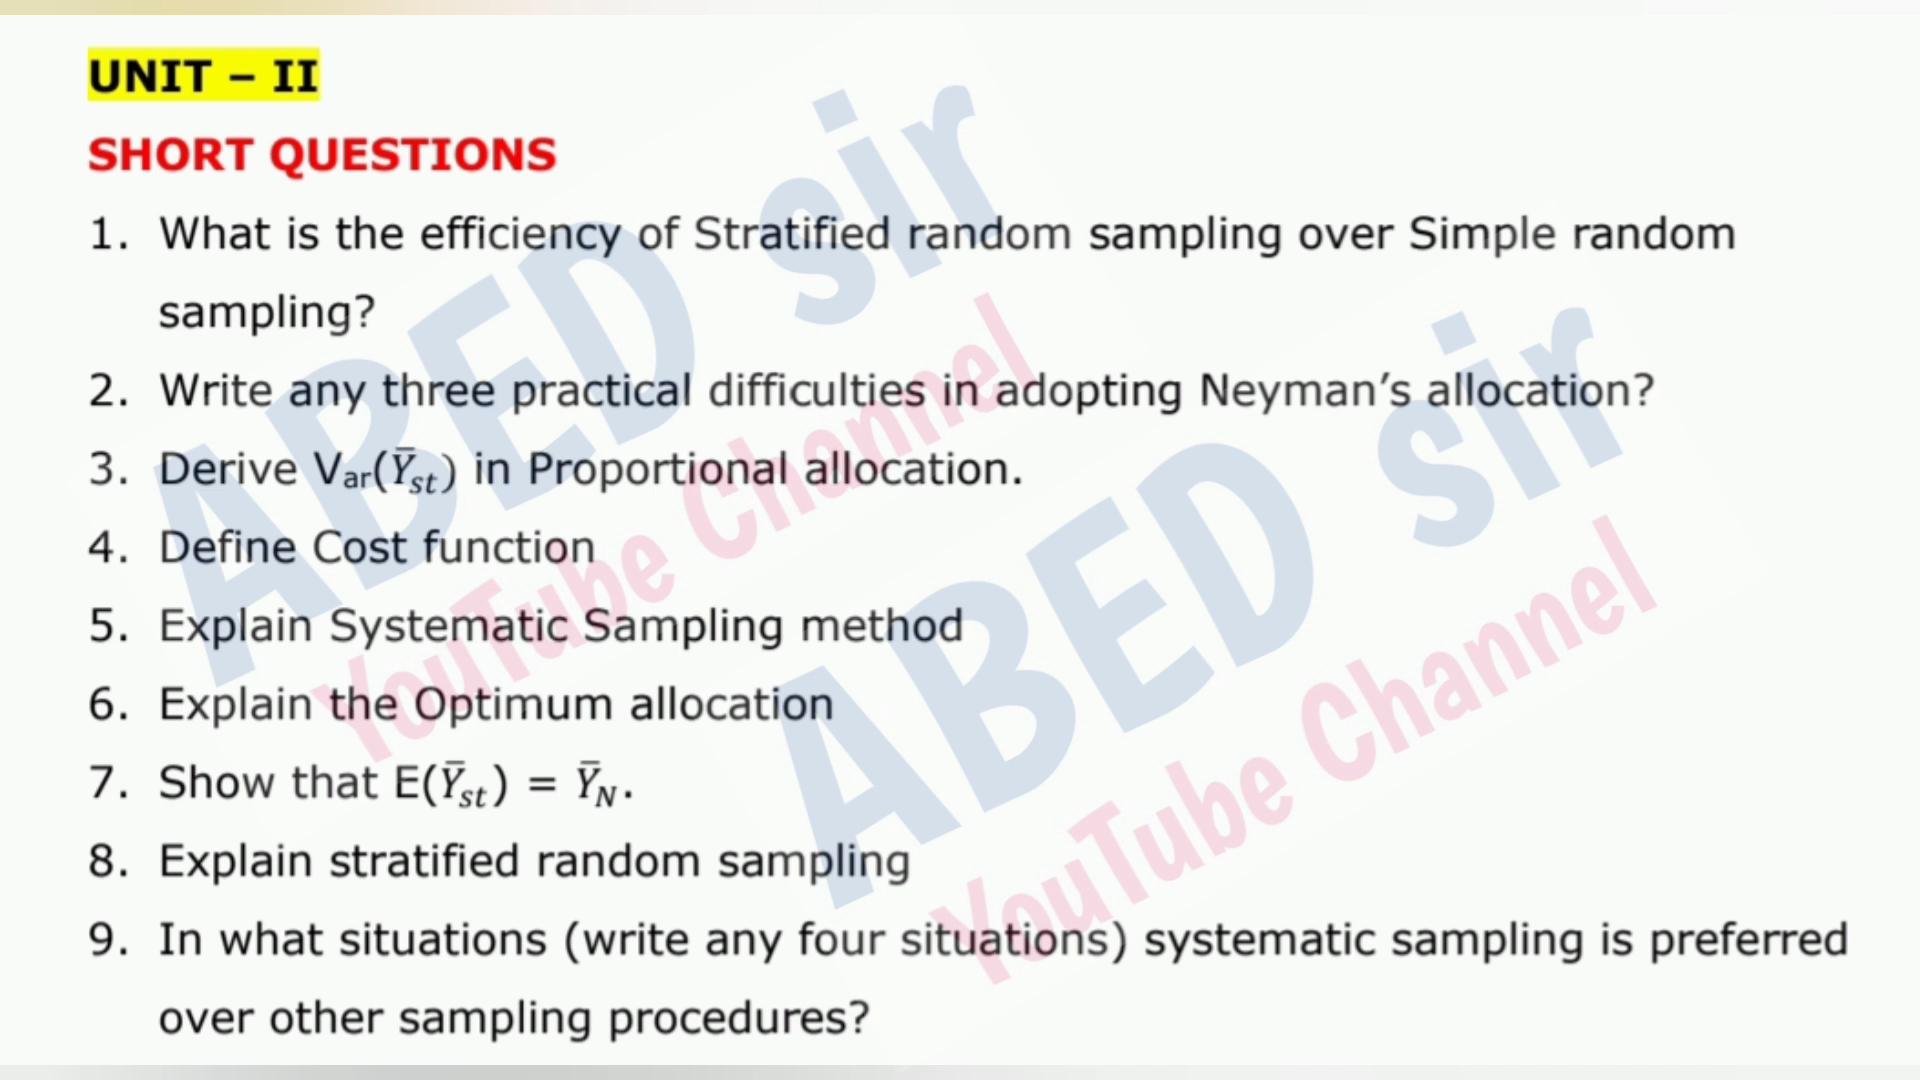 UNIT – II
SHORT QUESTIONS
1. What is the efficiency of Stratified random sampling over Simple random
sampling?
2. Write any three practical difficulties in adopting Neyman’s allocation?
3. Derive Var(Y̅st) in Proportional allocation.
4. Define Cost function
5. Explain Systematic Sampling method
6. Explain the Optimum allocation
7. Show that E(Y̅st) = Y̅N.
8. Explain stratified random sampling
9. In what situations (write any four situations) systematic sampling is preferred
over other sampling procedures?
ABED sir
YouTube Channel
ABED sir
YouTube Channel